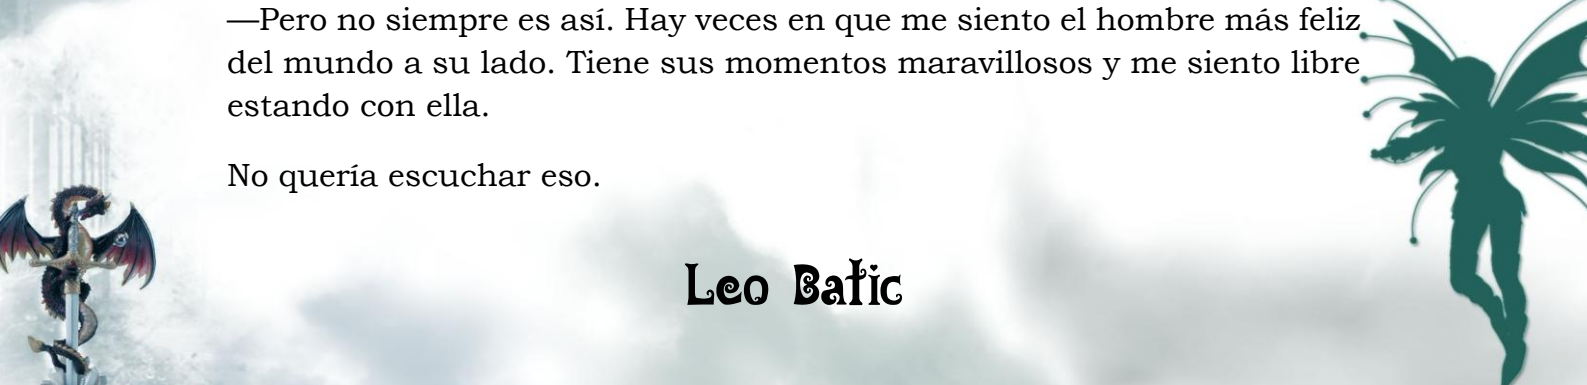 —Pero no siempre es así. Hay veces en que me siento el hombre más feliz
del mundo a su lado. Tiene sus momentos maravillosos y me siento libre
estando con ella.
No quería escuchar eso.
Leo Batic